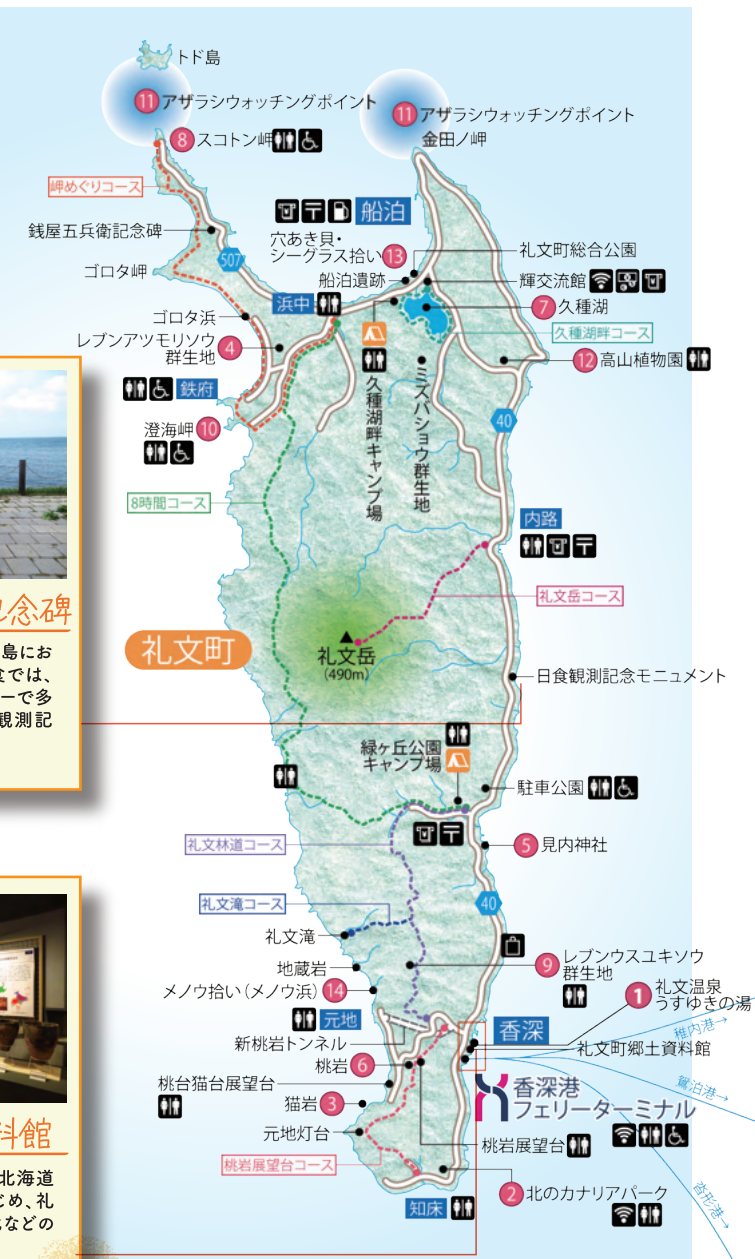 トド島
11 アザラシウォッチングポイント
11 アザラシウォッチングポイント
金田ノ岬
8 スコトン岬
岬めぐりコース
船泊
銭屋五兵衛記念碑
穴あき貝・
シーグラス拾い 13
礼文町総合公園
507
ゴロタ岬
船泊遺跡
輝交流館
浜中
7 久種湖
ゴロタ浜
久種湖畔コース
レブンアツモリソウ
群生地 4
12 高山植物園
鉄府
久種湖畔キャンプ場
ミズバショウ群生地
澄海岬 10
40
8時間コース
内路
念碑
礼文岳コース
島にお
食では、
ーで多
観測記
礼文町
礼文岳
(490m)
日食観測記念モニュメント
緑ヶ丘公園
キャンプ場
駐車公園
礼文林道コース
5 見内神社
礼文滝コース
40
礼文滝
地蔵岩
9 レブンウスユキソウ
群生地
メノウ拾い(メノウ浜) 14
1 礼文温泉
うすゆきの湯
元地
香深
稚内港→
新桃岩トンネル
礼文町郷土資料館
桃岩 6
鴛泊港→
桃台猫台展望台
香深港
フェリーターミナル
猫岩 3
元地灯台
桃岩展望台
科館
桃岩展望台コース
北海道
じめ、礼
などの
2 北のカナリアパーク
沓形港→
知床